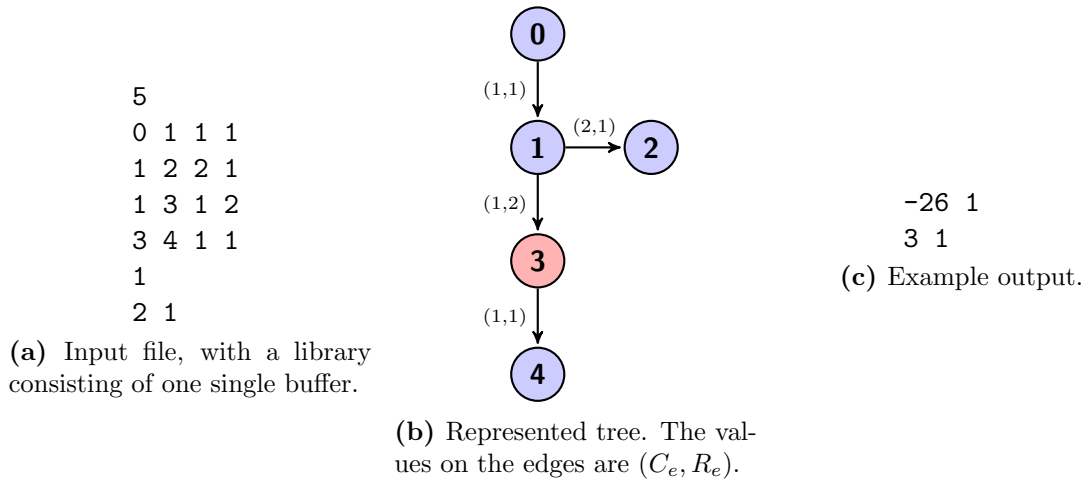 5
0 1 1 1
1 2 2 1
1 3 1 2
3 4 1 1
1
2 1
(a) Input file, with a library
consisting of one single buffer.
0
(1,1)
1
(2,1)
2
(1,2)
3
(1,1)
4
(b) Represented tree. The val-
ues on the edges are (Cₑ, Rₑ).
-26 1
3 1
(c) Example output.